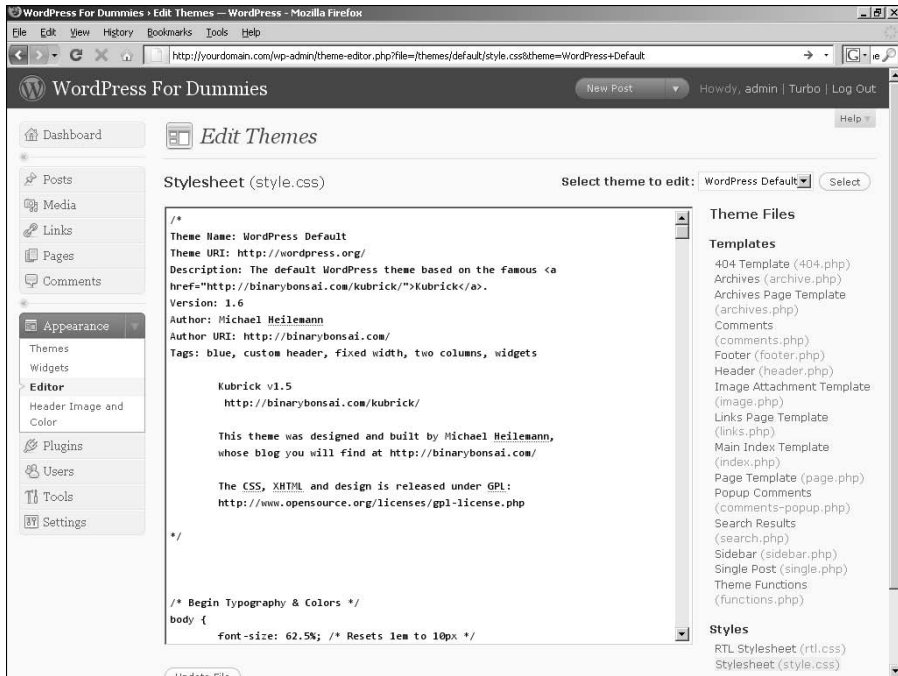 WordPress For Dummies › Edit Themes — WordPress - Mozilla Firefox
File Edit View History Bookmarks Tools Help
http://yourdomain.com/wp-admin/theme-editor.php?file=/themes/default/style.css&theme=WordPress+Default
WordPress For Dummies
New Post
Howdy, admin | Turbo | Log Out
Help
Dashboard
Posts
Media
Links
Pages
Comments
Appearance
Themes
Widgets
Editor
Header Image and
Color
Plugins
Users
Tools
Settings
Edit Themes
Stylesheet (style.css)
Select theme to edit: WordPress Default Select
/*
Theme Name: WordPress Default
Theme URI: http://wordpress.org/
Description: The default WordPress theme based on the famous <a
href="http://binarybonsai.com/kubrick/">Kubrick</a>.
Version: 1.6
Author: Michael Heilemann
Author URI: http://binarybonsai.com/
Tags: blue, custom header, fixed width, two columns, widgets
Kubrick v1.5
http://binarybonsai.com/kubrick/
This theme was designed and built by Michael Heilemann,
whose blog you will find at http://binarybonsai.com/
The CSS, XHTML and design is released under GPL:
http://www.opensource.org/licenses/gpl-license.php
*/
/* Begin Typography & Colors */
body {
font-size: 62.5%; /* Resets 1em to 10px */
Update File
Theme Files
Templates
404 Template (404.php)
Archives (archive.php)
Archives Page Template
(archives.php)
Comments
(comments.php)
Footer (footer.php)
Header (header.php)
Image Attachment Template
(image.php)
Links Page Template
(links.php)
Main Index Template
(index.php)
Page Template (page.php)
Popup Comments
(comments-popup.php)
Search Results
(search.php)
Sidebar (sidebar.php)
Single Post (single.php)
Theme Functions
(functions.php)
Styles
RTL Stylesheet (rtl.css)
Stylesheet (style.css)